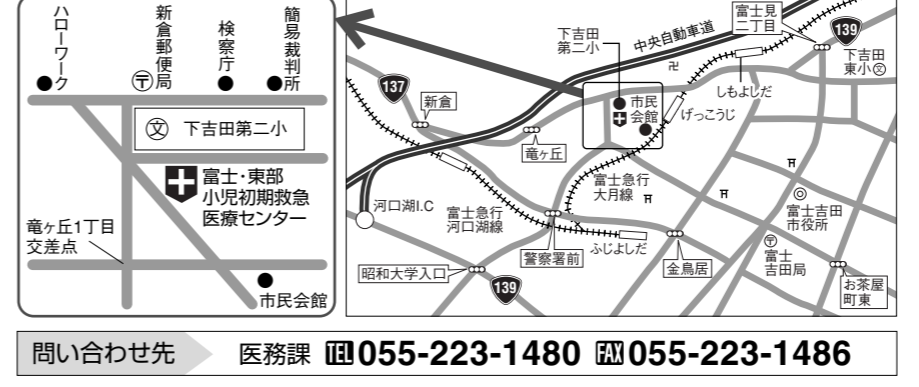 ハローワーク
新倉郵便局
検察庁
簡易裁判所
〒
文 下吉田第二小
富士・東部
小児初期救急
医療センター
竜ヶ丘1丁目
交差点
市民会館
富士見
二丁目
139
下吉田
第二小
中央自動車道
下吉田
東小文
卍
しもよしだ
137
新倉
市民
会館
げっこうじ
竜ヶ丘
富士急行
大月線
河口湖I.C
富士急行
河口湖線
富士吉田
市役所
ふじよしだ
警察署前
金鳥居
〒
富士
吉田局
昭和大学入口
139
お茶屋
町東
問い合わせ先 医務課 TEL055-223-1480 FAX055-223-1486